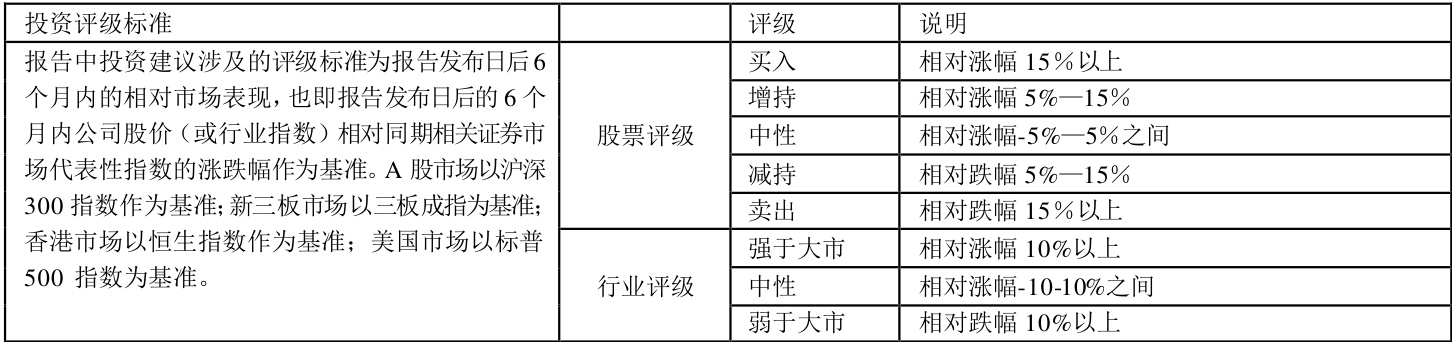 投资评级标准
评级
说明
报告中投资建议涉及的评级标准为报告发布日后6
个月内的相对市场表现，也即报告发布日后的6个
月内公司股价（或行业指数）相对同期相关证券市
场代表性指数的涨跌幅作为基准。A股市场以沪深
300指数作为基准；新三板市场以三板成指为基准；
香港市场以恒生指数作为基准；美国市场以标普
500 指数为基准。
股票评级
买入
相对涨幅15％以上
增持
相对涨幅5%—15%
中性
相对涨幅-5%—5%之间
减持
相对跌幅5%—15%
卖出
相对跌幅15％以上
行业评级
强于大市
相对涨幅10%以上
中性
相对涨幅-10-10%之间
弱于大市
相对跌幅10%以上